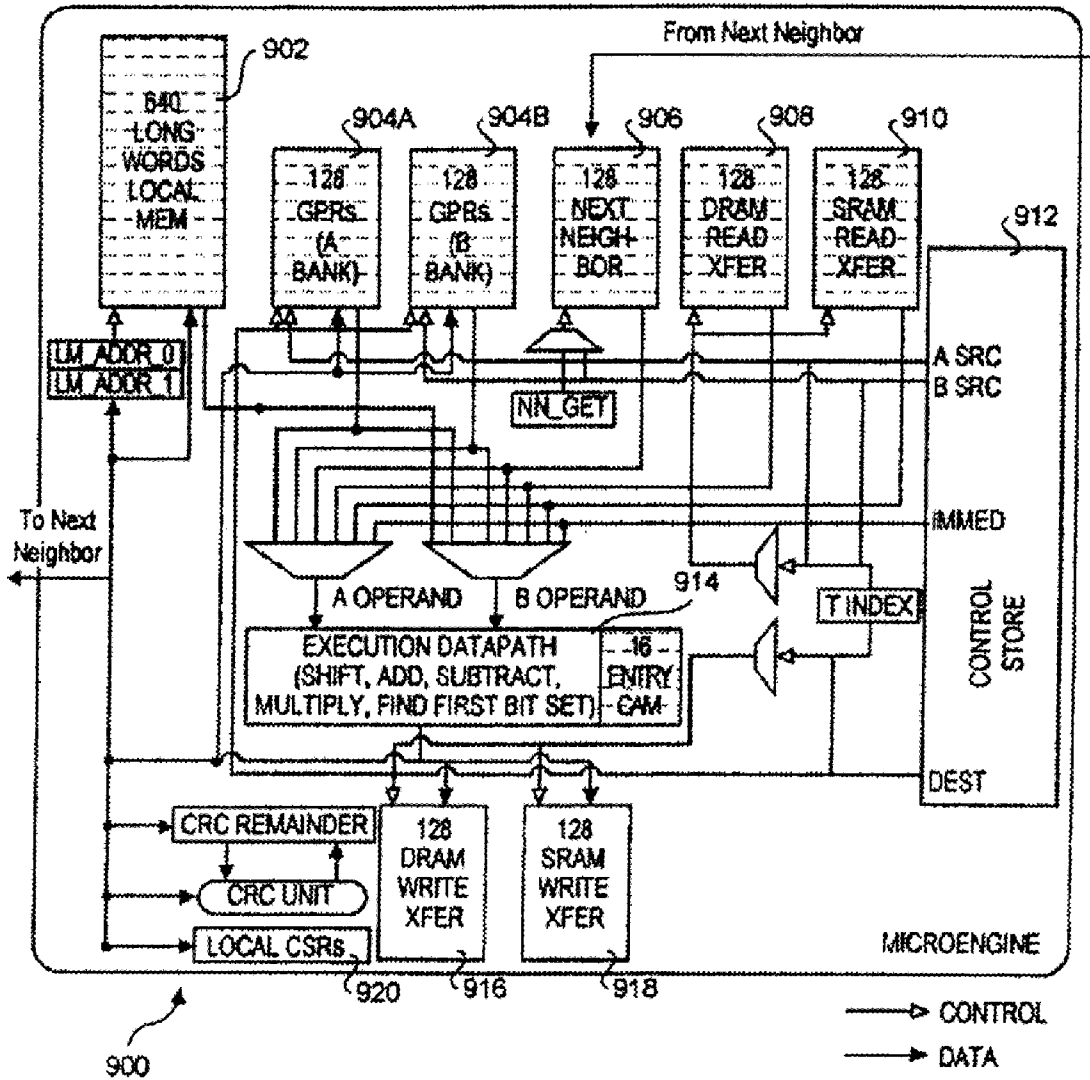 From Next Neighbor
902
640
LONG
WORDS
LOCAL
MEM
904A
128
GPRs
(A
BANK)
904B
128
GPRs
(B
BANK)
906
128
NEXT
NEIGH
BOR
908
128
DRAM
READ
XFER
910
128
SRAM
READ
XFER
912
LM_ADDR_0
LM_ADDR_1
A SRC
B SRC
NN_GET
To Next
Neighbor
IMMED
A OPERAND
B OPERAND
914
T INDEX
CONTROL
STORE
EXECUTION DATAPATH
(SHIFT, ADD, SUBTRACT,
MULTIPLY, FIND FIRST BIT SET)
16
ENTRY
CAM
DEST
CRC REMAINDER
CRC UNIT
LOCAL CSRs
920
128
DRAM
WRITE
XFER
916
128
SRAM
WRITE
XFER
918
MICROENGINE
900
CONTROL
DATA